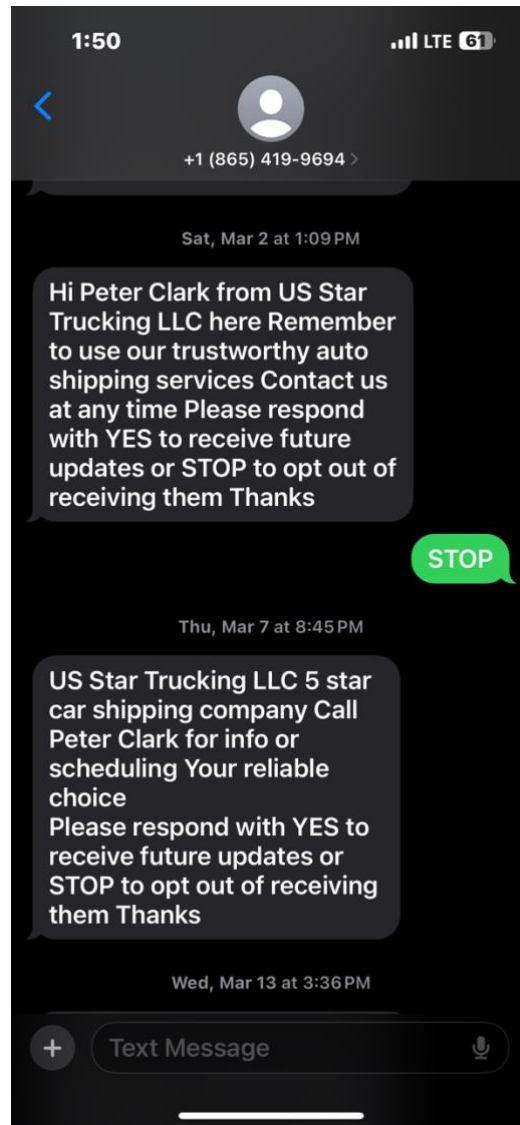 1:50
LTE 61
+1 (865) 419-9694 >
Sat, Mar 2 at 1:09 PM
Hi Peter Clark from US Star
Trucking LLC here Remember
to use our trustworthy auto
shipping services Contact us
at any time Please respond
with YES to receive future
updates or STOP to opt out of
receiving them Thanks
STOP
Thu, Mar 7 at 8:45 PM
US Star Trucking LLC 5 star
car shipping company Call
Peter Clark for info or
scheduling Your reliable
choice
Please respond with YES to
receive future updates or
STOP to opt out of receiving
them Thanks
Wed, Mar 13 at 3:36 PM
Text Message